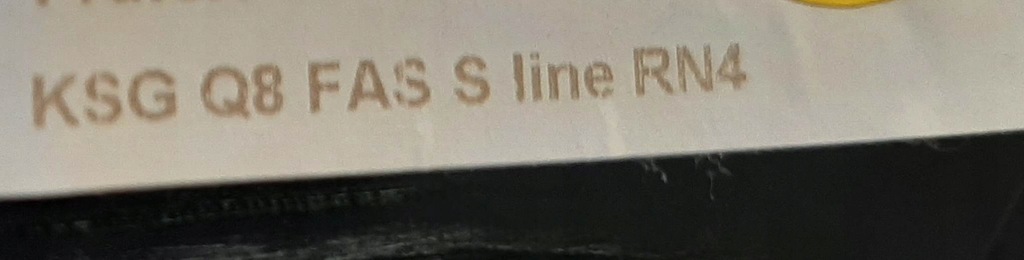 KSG Q8 FAS S line RN4